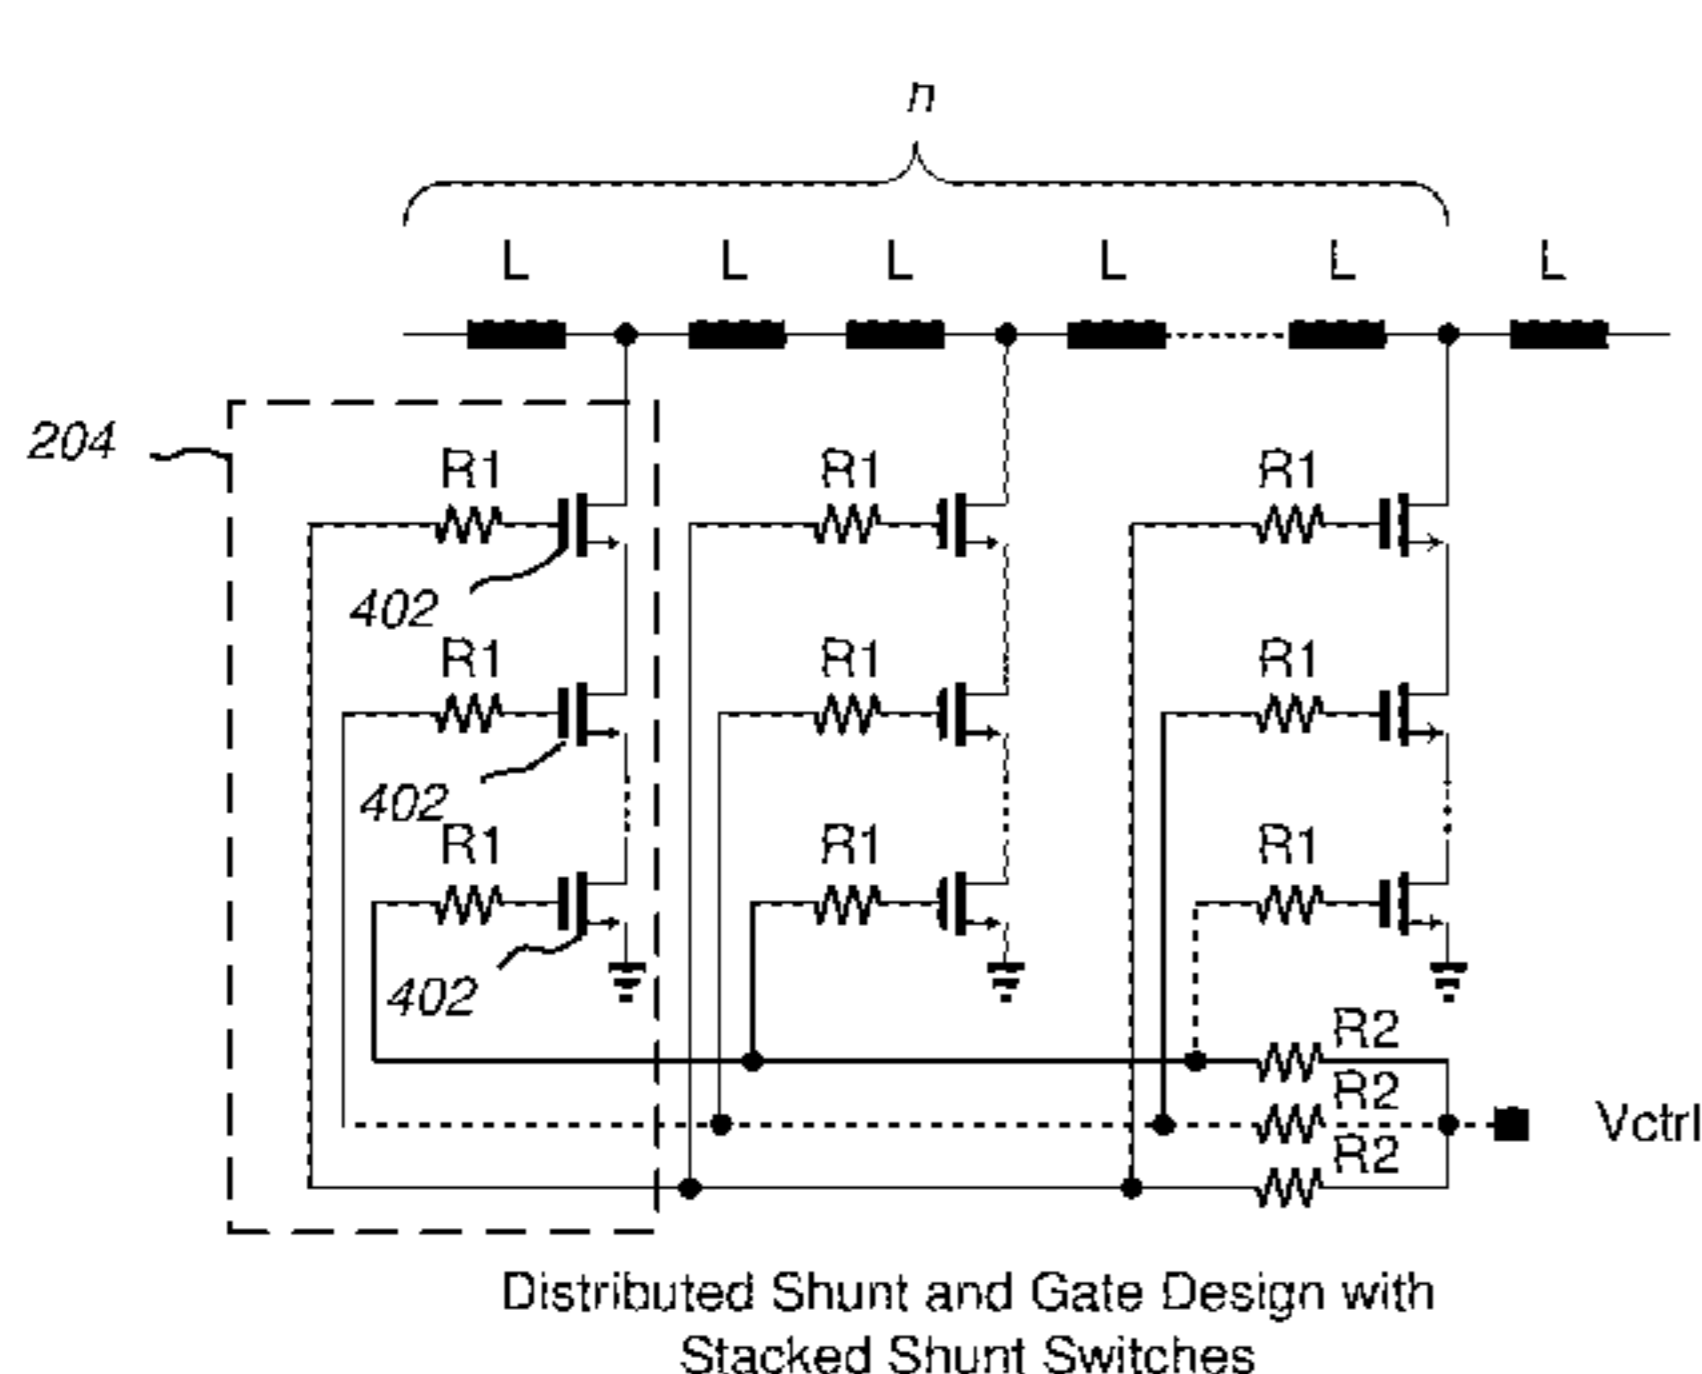 n
L L L L L L
204
R1 R1 R1
402
R1 R1 R1
402
R1 R1 R1
402
R2
R2
Vctrl
R2
Distributed Shunt and Gate Design with
Stacked Shunt Switches